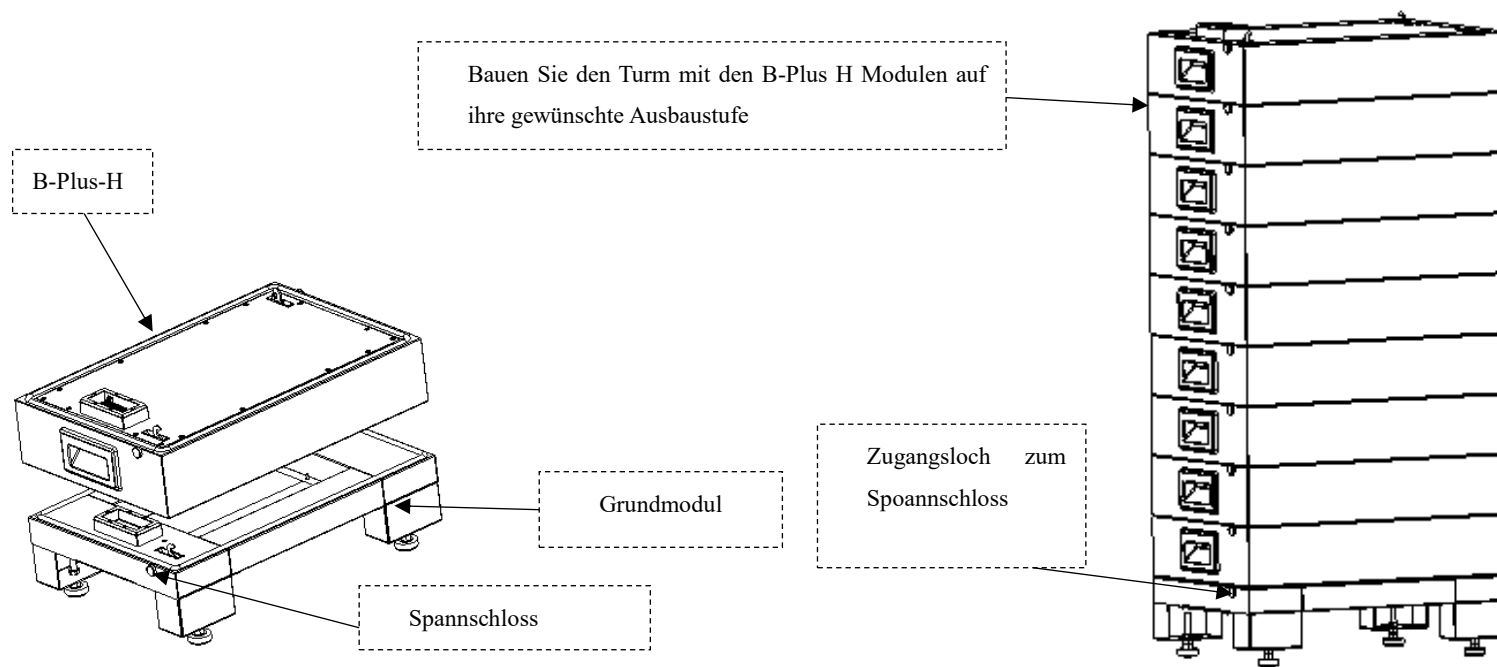 Bauen Sie den Turm mit den B-Plus H Modulen auf
ihre gewünschte Ausbaustufe
B-Plus-H
Zugangsloch zum
Spoannschloss
Grundmodul
Spannschloss